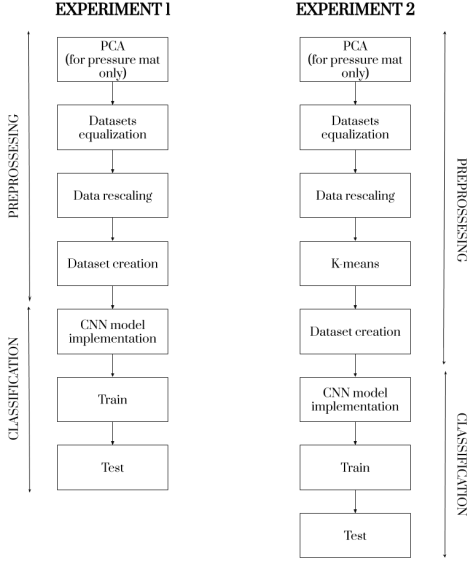 EXPERIMENT 1
PREPROSSESING
PCA
(for pressure mat
only)
Datasets
equalization
Data rescaling
Dataset creation
CLASSIFICATION
CNN model
implementation
Train
Test
EXPERIMENT 2
PCA
(for pressure mat
only)
Datasets
equalization
Data rescaling
K-means
Dataset creation
PREPROSSESING
CNN model
implementation
Train
Test
CLASSIFICATION